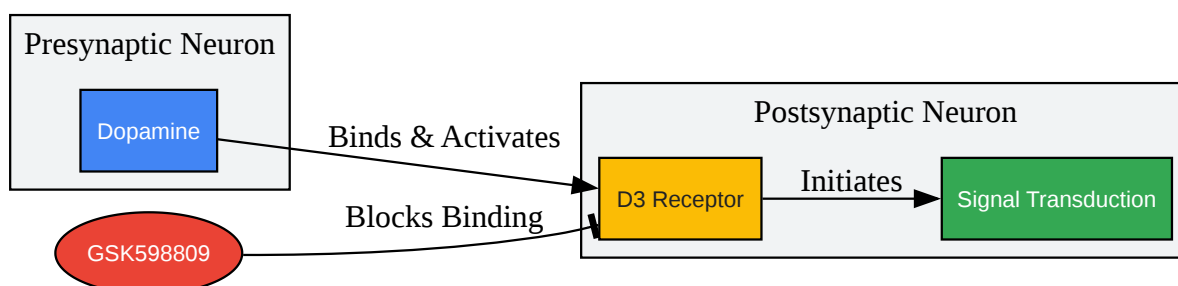 Presynaptic Neuron
Dopamine
Binds & Activates
Blocks Binding
GSK598809
Postsynaptic Neuron
D3 Receptor
Initiates
Signal Transduction